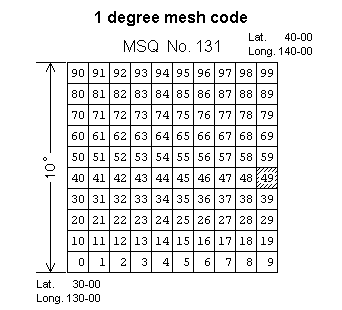 1 degree mesh code
MSQ No. 131
Lat. 40-00
Long. 140-00
90 91 92 93 94 95 96 97 98 99
80 81 82 83 84 85 86 87 88 89
70 71 72 73 74 75 76 77 78 79
60 61 62 63 64 65 66 67 68 69
50 51 52 53 54 55 56 57 58 59
40 41 42 43 44 45 46 47 48 49
30 31 32 33 34 35 36 37 38 39
20 21 22 23 24 25 26 27 28 29
10 11 12 13 14 15 16 17 18 19
0 1 2 3 4 5 6 7 8 9
10°
Lat. 30-00
Long. 130-00